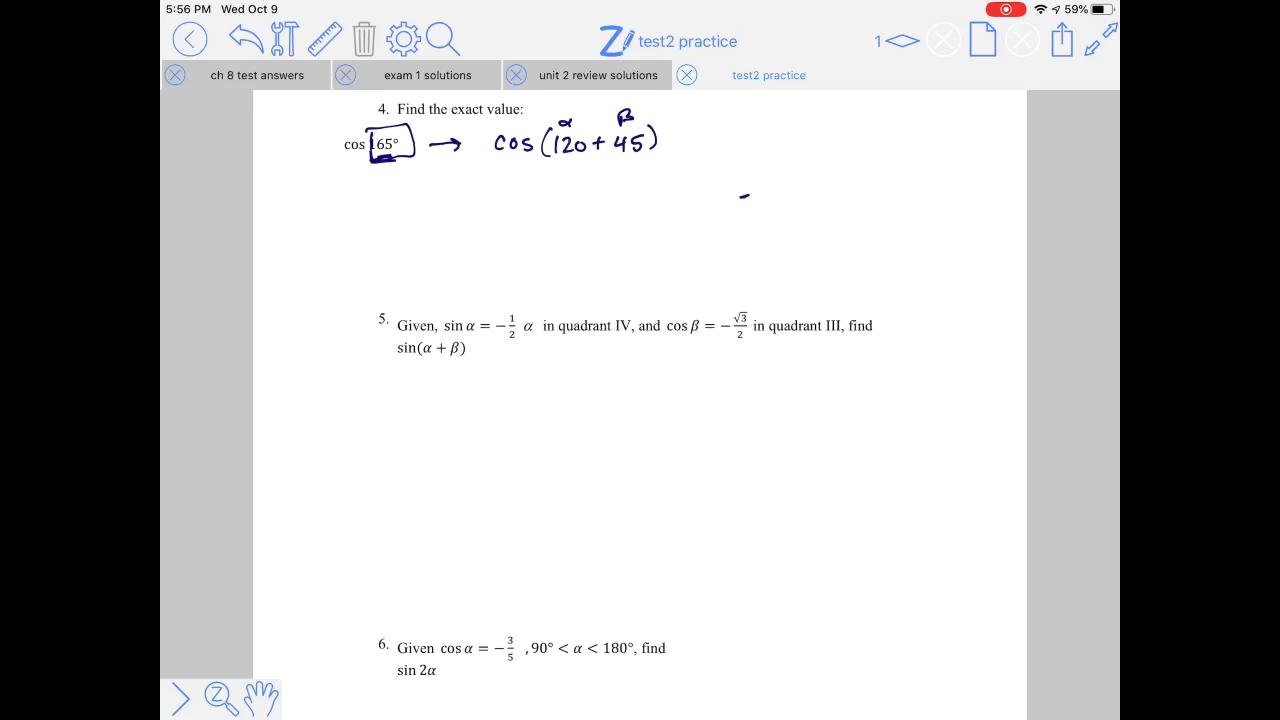 5:56 PM Wed Oct 9
59%
test2 practice
1
ch 8 test answers
exam 1 solutions
unit 2 review solutions
test2 practice
4. Find the exact value:
α β
cos 165° → cos(120 + 45)
-
5. Given, sin α = −1/2 α in quadrant IV, and cos β = −√3/2 in quadrant III, find
sin(α + β)
6. Given cos α = −3/5 , 90° < α < 180°, find
sin 2α